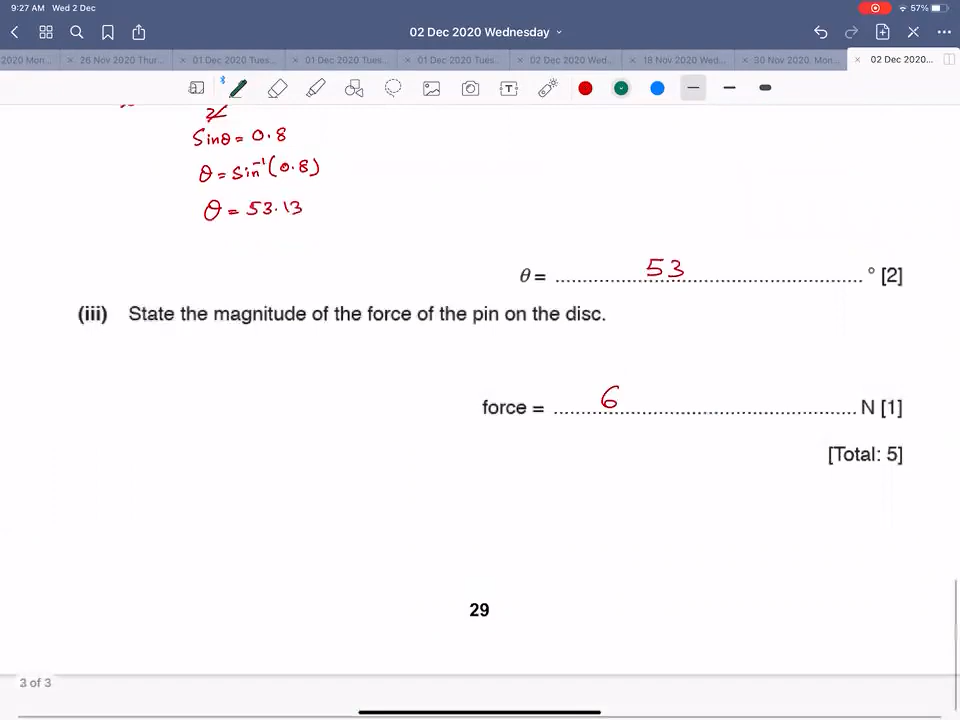 9:27 AM Wed 2 Dec
57%
02 Dec 2020 Wednesday
2020 Mon...
26 Nov 2020 Thur...
01 Dec 2020 Tues...
01 Dec 2020 Tues...
01 Dec 2020 Tues...
02 Dec 2020 Wed...
18 Nov 2020 Wed...
30 Nov 2020, Mon...
02 Dec 2020...
Sinθ = 0.8
θ = sin⁻¹(0.8)
θ = 53.13
θ = 53 ° [2]
(iii) State the magnitude of the force of the pin on the disc.
force = 6 N [1]
[Total: 5]
29
3 of 3